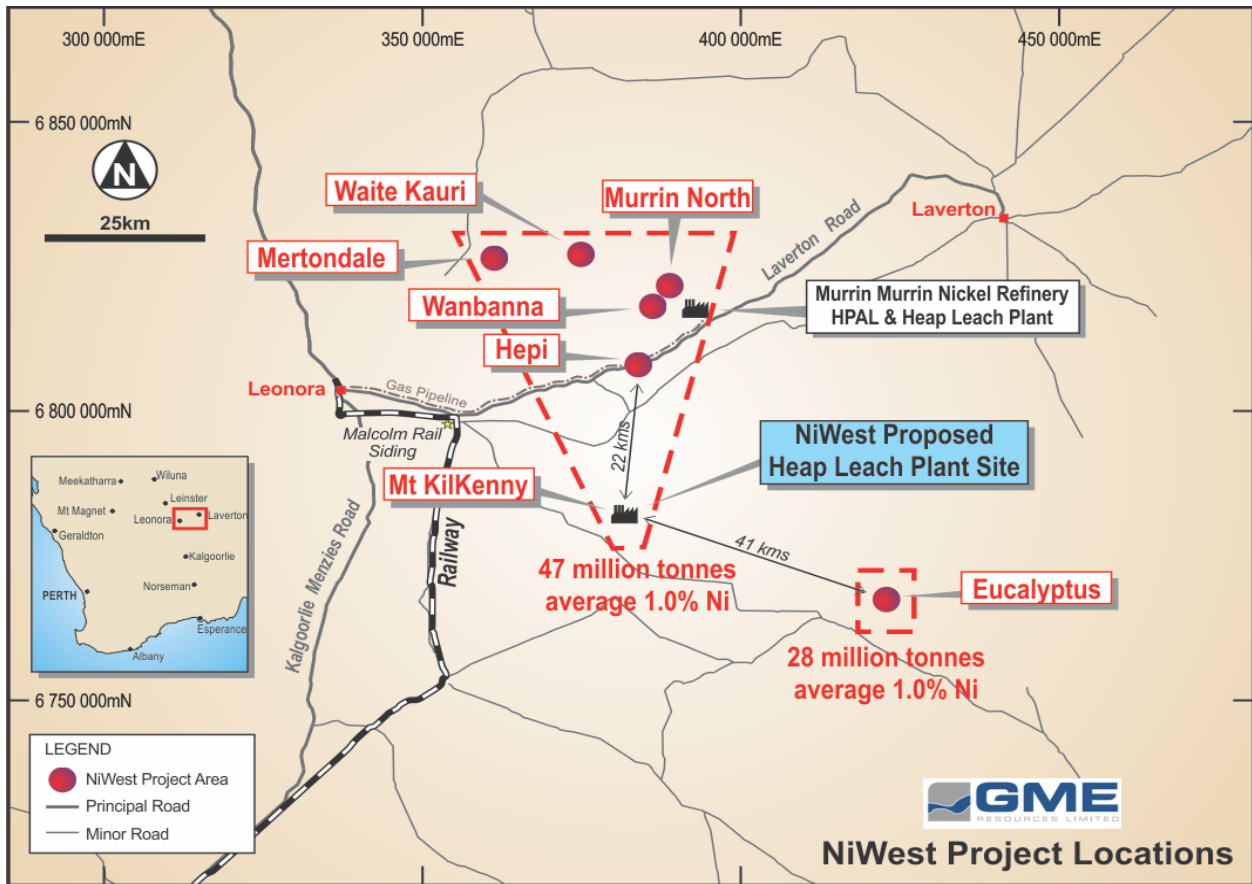 300 000mE
350 000mE
400 000mE
450 000mE
6 850 000mN
N
25km
Waite Kauri
Murrin North
Laverton
Laverton Road
Mertondale
Wanbanna
Murrin Murrin Nickel Refinery
HPAL & Heap Leach Plant
Hepi
Leonora
Gas Pipeline
6 800 000mN
Malcolm Rail
Siding
22 kms
NiWest Proposed
Heap Leach Plant Site
Mt KilKenny
Kalgoorlie Menzies Road
Railway
41 kms
47 million tonnes
average 1.0% Ni
Eucalyptus
28 million tonnes
average 1.0% Ni
Meekatharra
Wiluna
Leinster
Mt Magnet
Leonora
Laverton
Geraldton
Kalgoorlie
Norseman
PERTH
Esperance
Albany
6 750 000mN
LEGEND
NiWest Project Area
Principal Road
Minor Road
GME
RESOURCES LIMITED
NiWest Project Locations